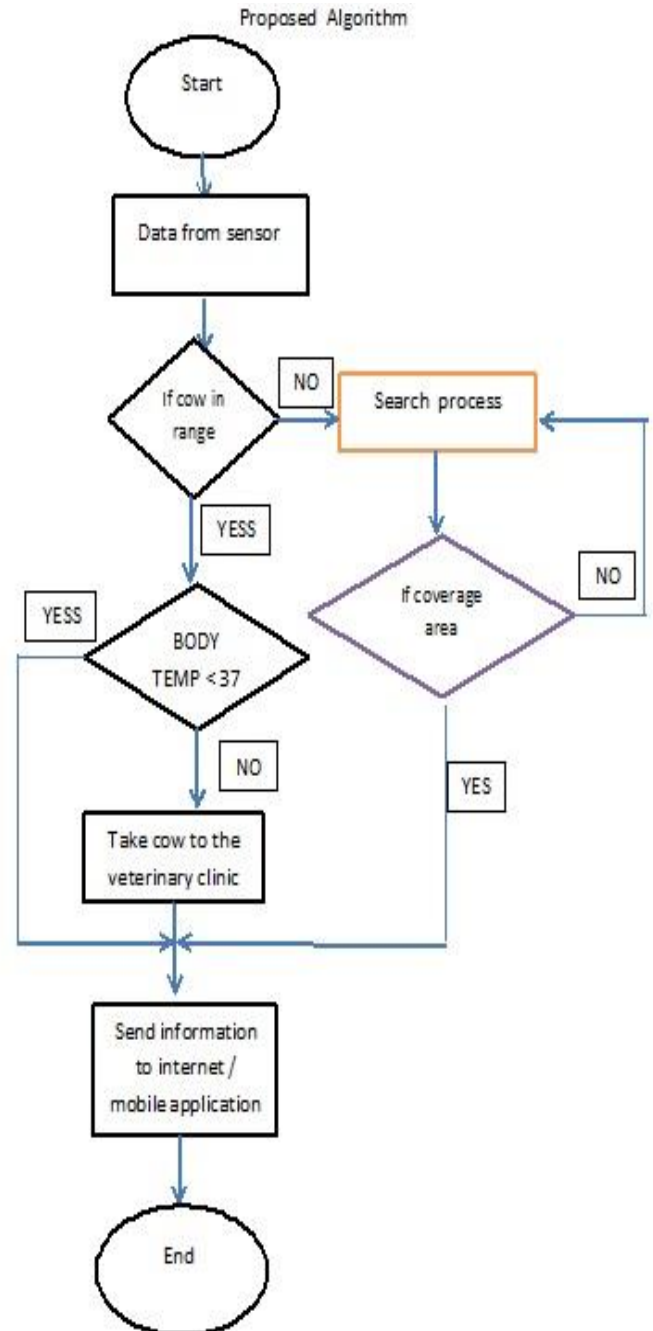 Proposed Algorithm
Start
Data from sensor
If cow in
range
NO
Search process
YESS
If coverage
area
NO
YESS
BODY
TEMP < 37
NO
YES
Take cow to the
veterinary clinic
Send information
to internet /
mobile application
End